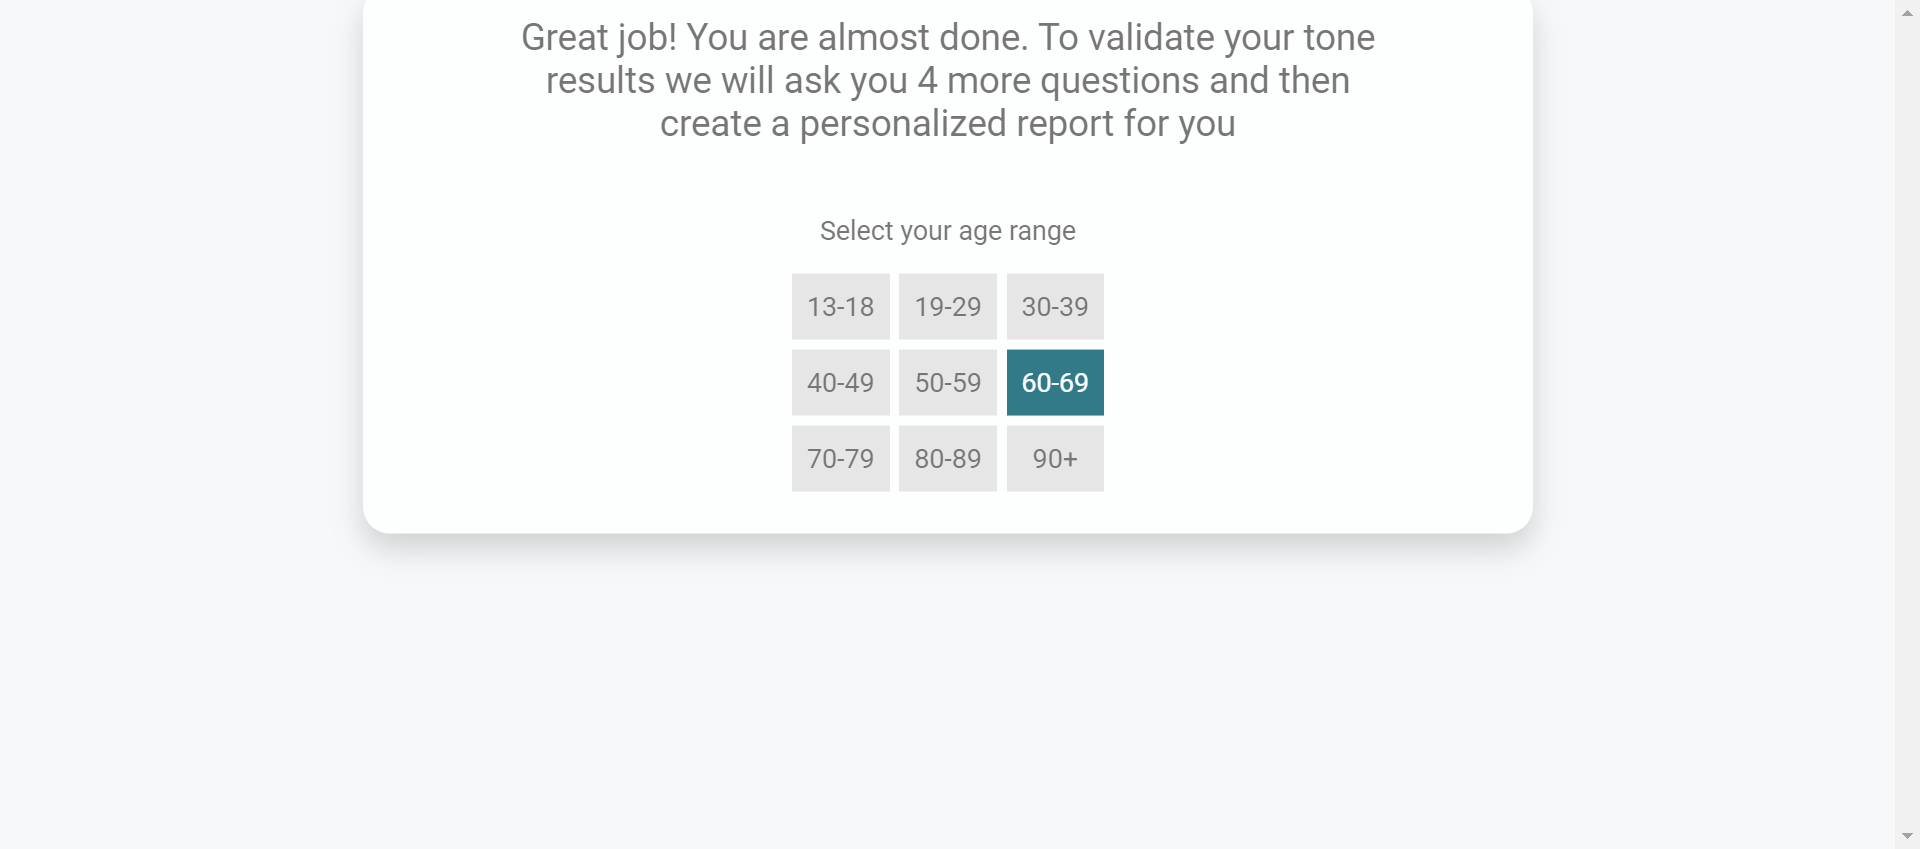 Great job! You are almost done. To validate your tone
results we will ask you 4 more questions and then
create a personalized report for you
Select your age range
13-18 19-29 30-39
40-49 50-59 60-69
70-79 80-89 90+